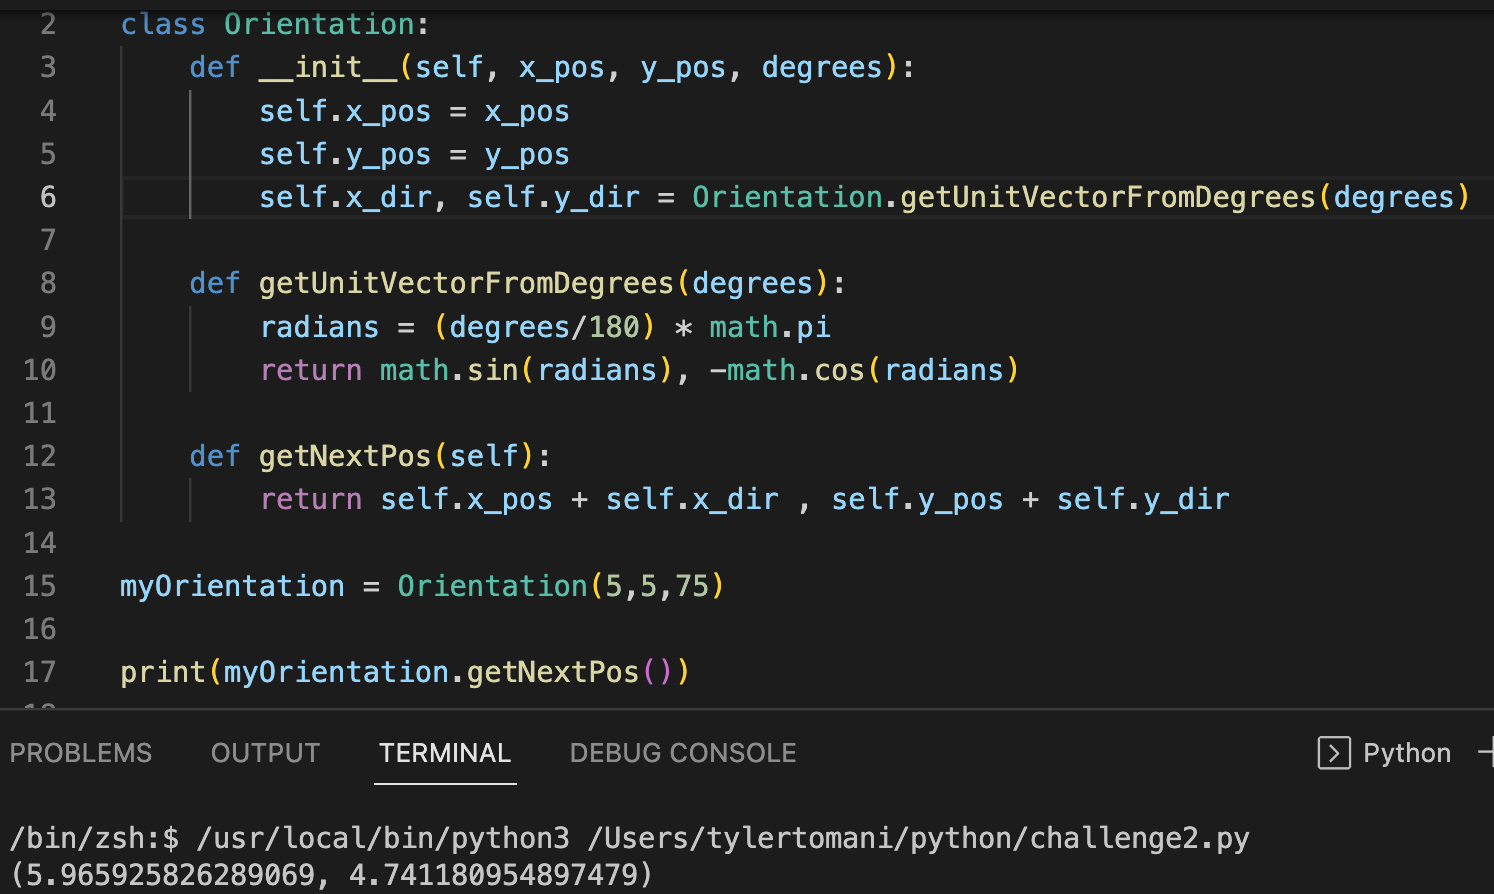 2 class Orientation:
3 def __init__(self, x_pos, y_pos, degrees):
4 self.x_pos = x_pos
5 self.y_pos = y_pos
6 self.x_dir, self.y_dir = Orientation.getUnitVectorFromDegrees(degrees)
7
8 def getUnitVectorFromDegrees(degrees):
9 radians = (degrees/180) * math.pi
10 return math.sin(radians), -math.cos(radians)
11
12 def getNextPos(self):
13 return self.x_pos + self.x_dir , self.y_pos + self.y_dir
14
15 myOrientation = Orientation(5,5,75)
16
17 print(myOrientation.getNextPos())
PROBLEMS OUTPUT TERMINAL DEBUG CONSOLE Python +
/bin/zsh:$ /usr/local/bin/python3 /Users/tylertomani/python/challenge2.py
(5.965925826289069, 4.741180954897479)